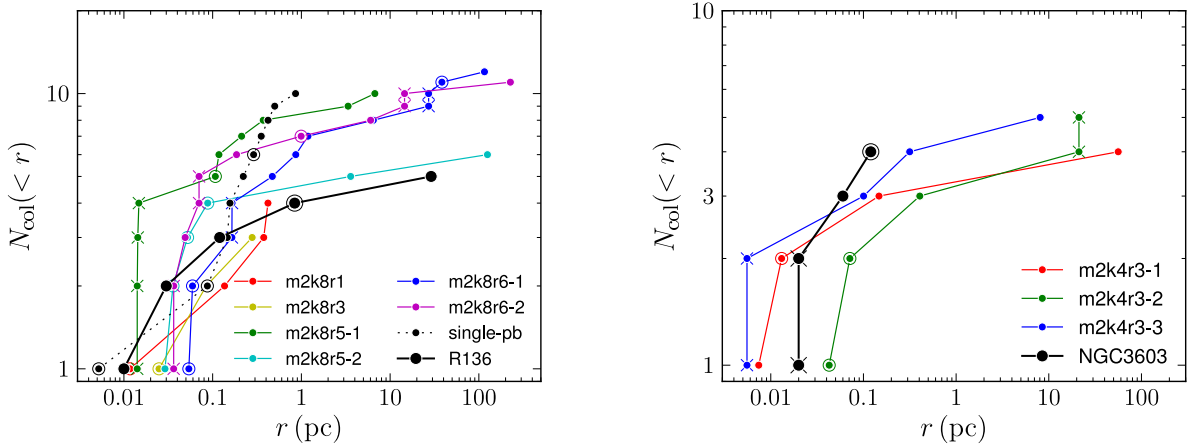 10
1
N_col(< r)
0.01 0.1 1 10 100
r (pc)
m2k8r1
m2k8r3
m2k8r5-1
m2k8r5-2
m2k8r6-1
m2k8r6-2
single-pb
R136
10
3
1
N_col(< r)
0.01 0.1 1 10 100
r (pc)
m2k4r3-1
m2k4r3-2
m2k4r3-3
NGC3603